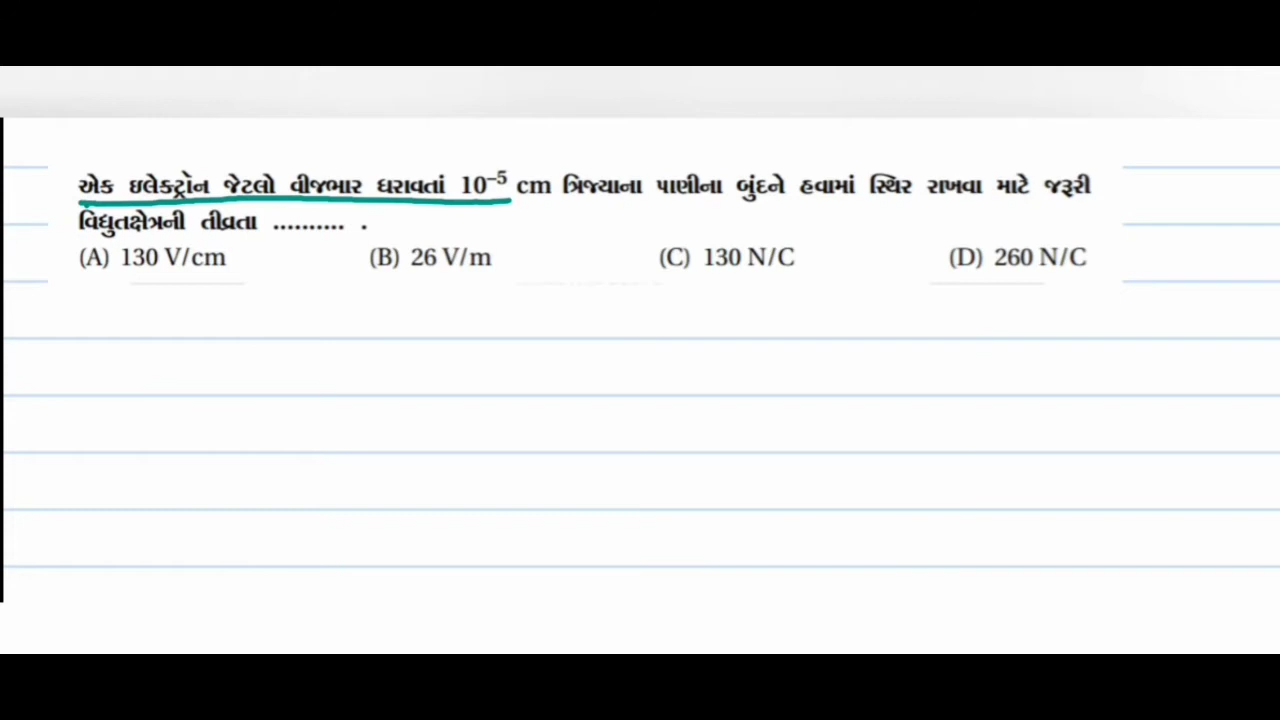 એક ઇલેક્ટ્રૉન જેટલો વીજભાર ધરાવતાં 10⁻⁵ cm ત્રિજ્યાના પાણીના બુંદને હવામાં સ્થિર રાખવા માટે જરૂરી
વિદ્યુતક્ષેત્રની તીવ્રતા .......... .
(A) 130 V/cm (B) 26 V/m (C) 130 N/C (D) 260 N/C